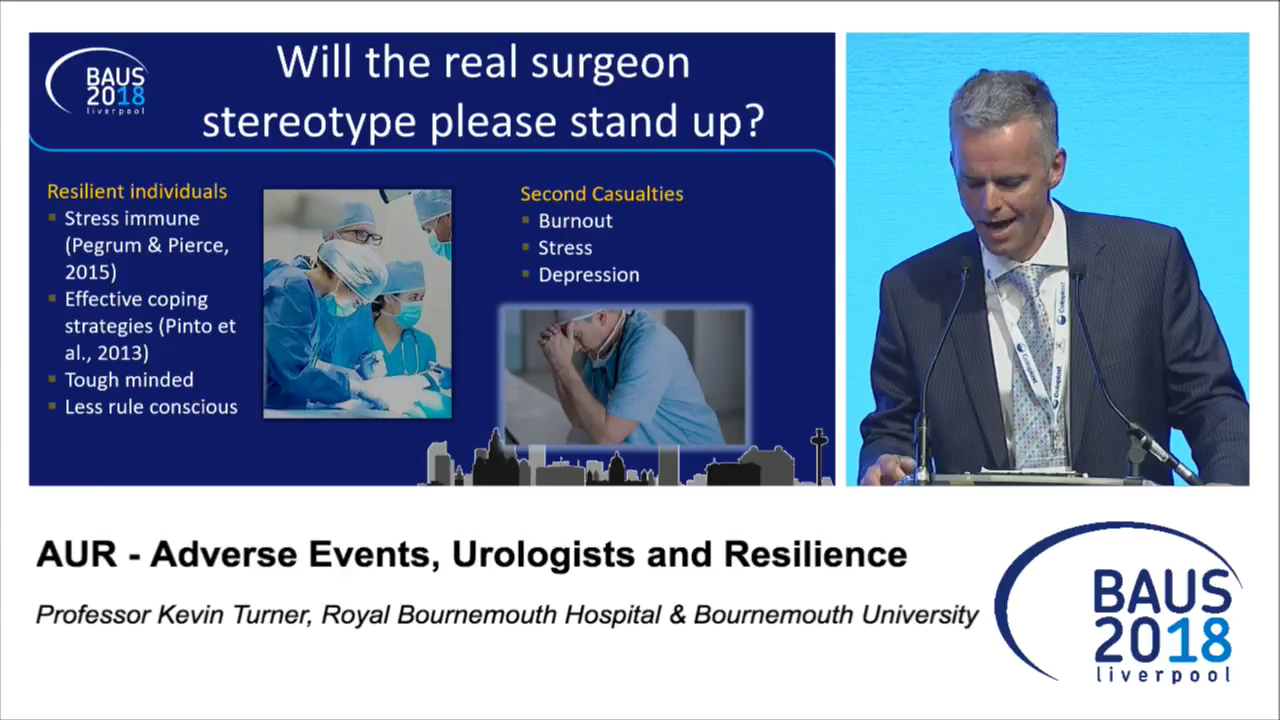 BAUS
2018
liverpool
Will the real surgeon
stereotype please stand up?
Resilient individuals
Stress immune
(Pegrum & Pierce,
2015)
Effective coping
strategies (Pinto et
al., 2013)
Tough minded
Less rule conscious
Second Casualties
Burnout
Stress
Depression
Coloplast
Coloplast
AUR - Adverse Events, Urologists and Resilience
Professor Kevin Turner, Royal Bournemouth Hospital & Bournemouth University
BAUS
2018
liverpool